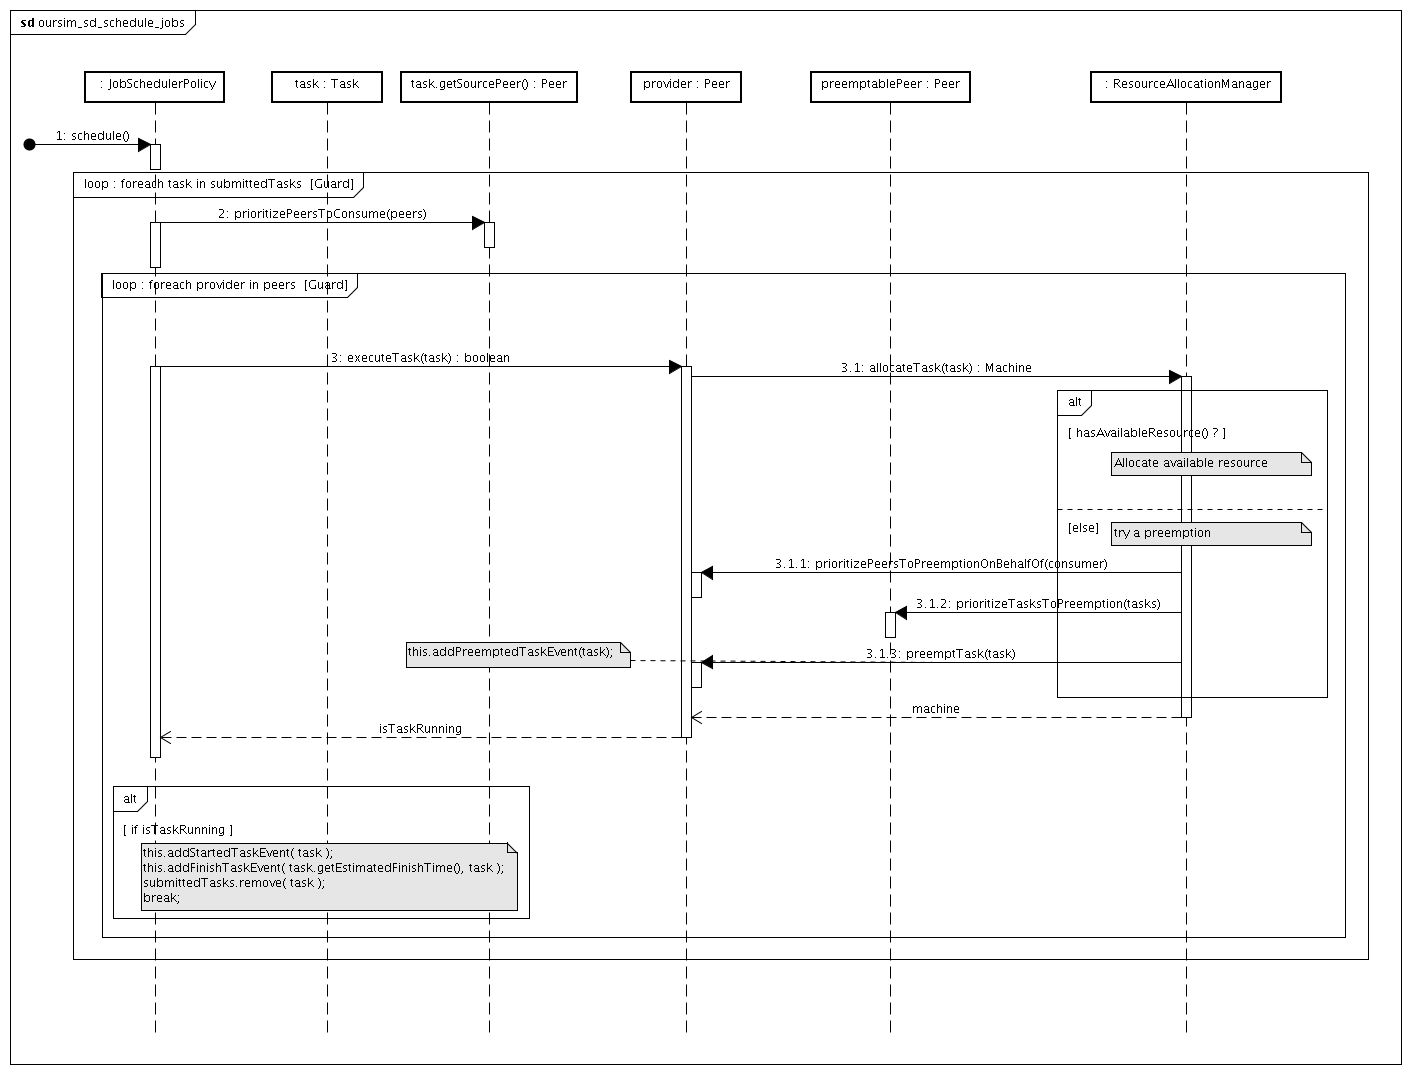 sd oursim_sd_schedule_jobs
: JobSchedulerPolicy
task : Task
task.getSourcePeer() : Peer
provider : Peer
preemptablePeer : Peer
: ResourceAllocationManager
1: schedule()
loop : foreach task in submittedTasks [Guard]
2: prioritizePeersToConsume(peers)
loop : foreach provider in peers [Guard]
3: executeTask(task) : boolean
3.1: allocateTask(task) : Machine
alt
[ hasAvailableResource() ? ]
Allocate available resource
[else]
try a preemption
3.1.1: prioritizePeersToPreemptionOnBehalfOf(consumer)
3.1.2: prioritizeTasksToPreemption(tasks)
this.addPreemptedTaskEvent(task);
3.1.3: preemptTask(task)
machine
isTaskRunning
alt
[ if isTaskRunning ]
this.addStartedTaskEvent( task );
this.addFinishTaskEvent( task.getEstimatedFinishTime(), task );
submittedTasks.remove( task );
break;